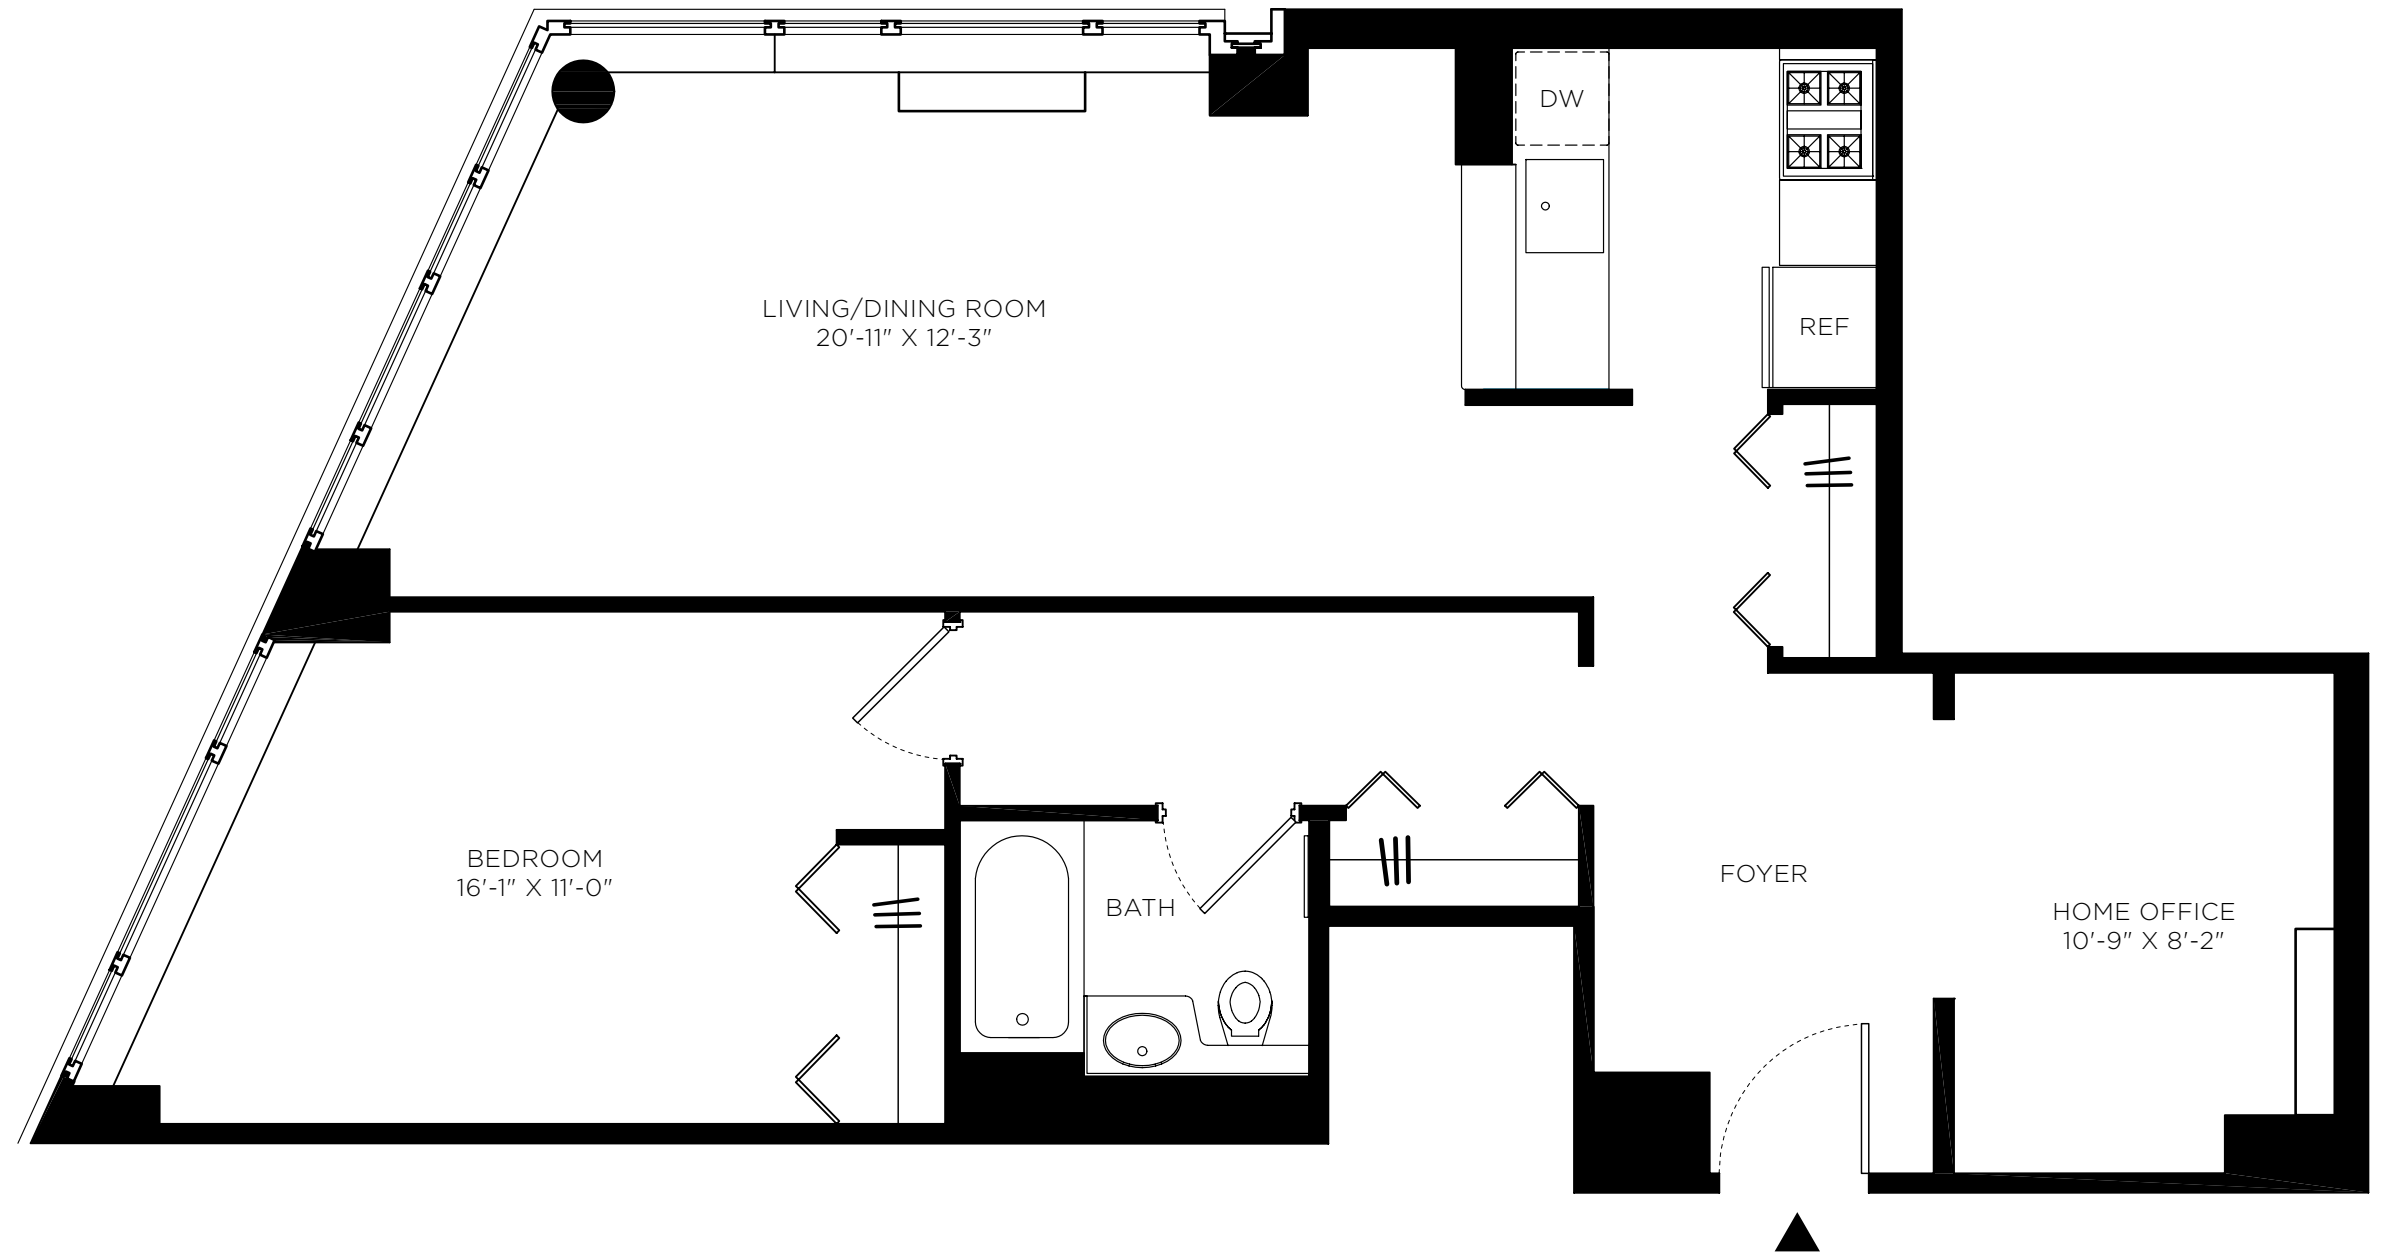 DW
LIVING/DINING ROOM
20'-11" X 12'-3"
REF
BEDROOM
16'-1" X 11'-0"
BATH
FOYER
HOME OFFICE
10'-9" X 8'-2"